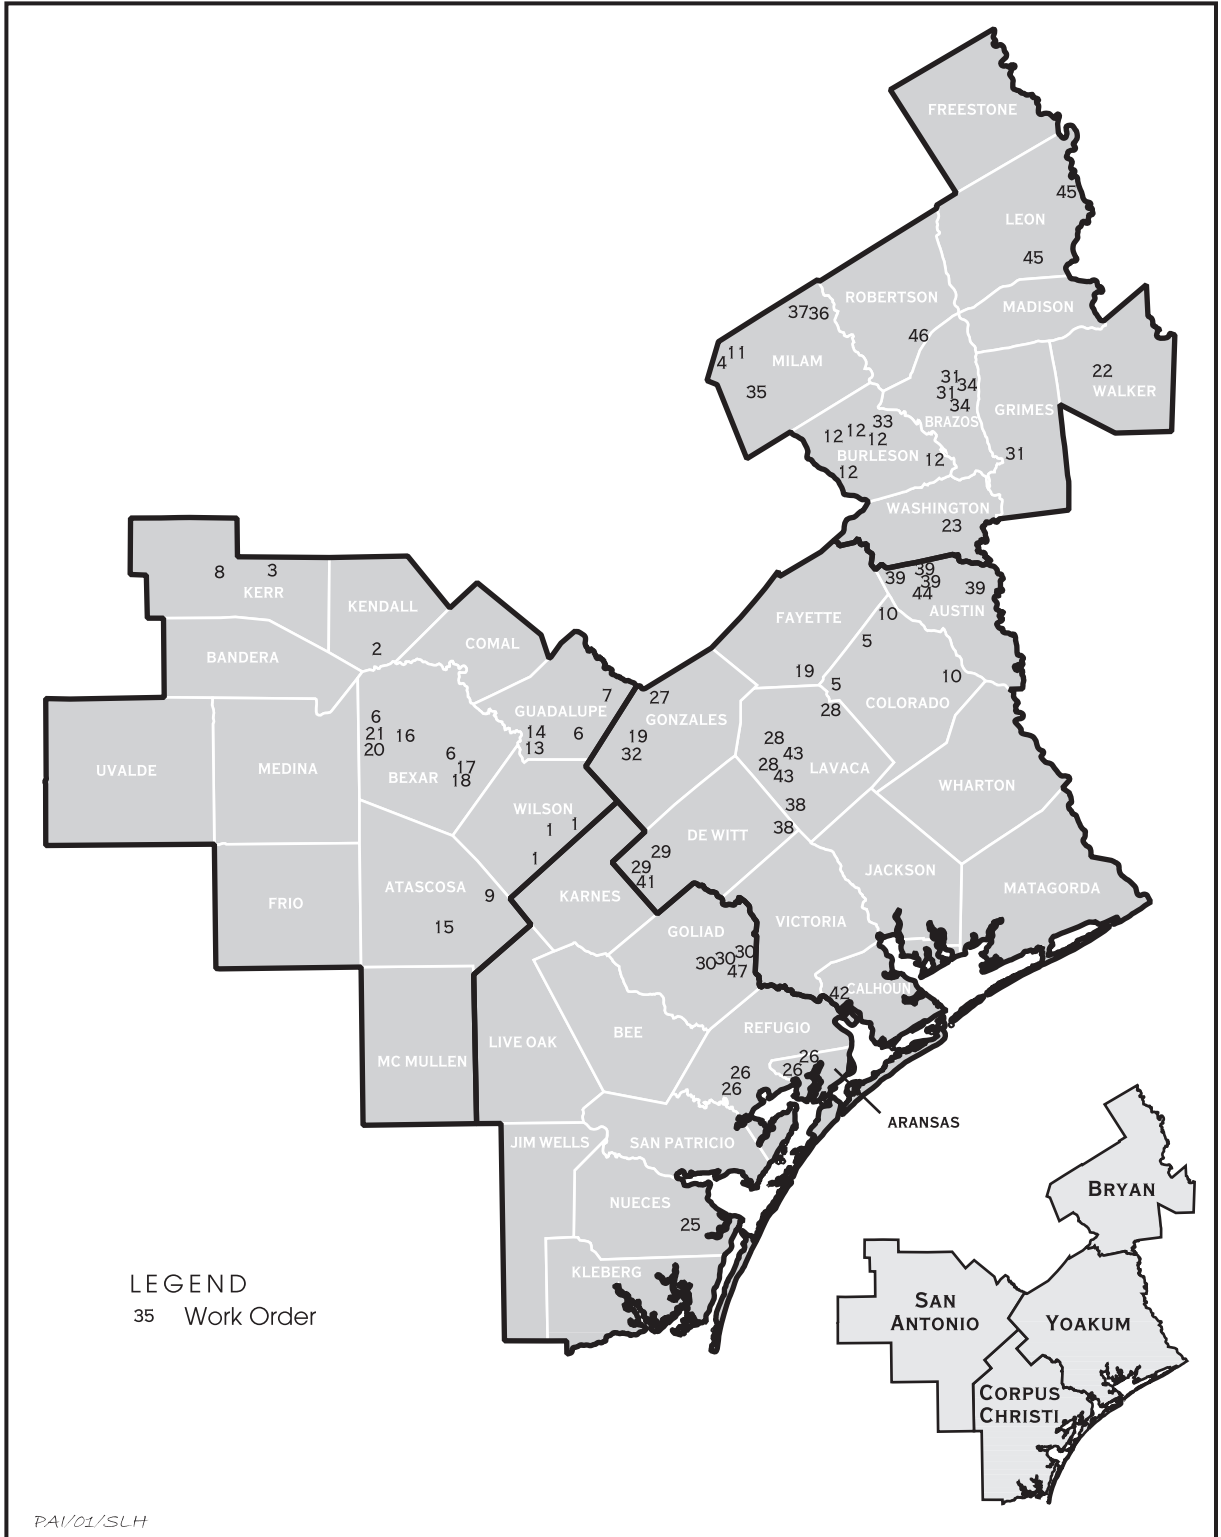 FREESTONE
45
LEON
45
ROBERTSON
MADISON
37 36
46
11
4
MILAM
22
35
31
34
WALKER
31
34
GRIMES
33
BRAZOS
12 12
12
BURLESON
12
31
12
WASHINGTON
23
8
3
KERR
39
39
39
39
44
KENDALL
10
AUSTIN
FAYETTE
COMAL
5
2
BANDERA
19
10
5
7
27
COLORADO
GUADALUPE
28
6
GONZALES
21
16
14
6
19
28
20
13
6
32
43
UVALDE
MEDINA
17
28
LAVACA
BEXAR
18
43
WHARTON
WILSON
38
1
1
38
DE WITT
1
29
29
JACKSON
41
ATASCOSA
9
KARNES
MATAGORDA
FRIO
15
GOLIAD
VICTORIA
30 30 30
47
42
CALHOUN
BEE
REFUGIO
LIVE OAK
MC MULLEN
26
26
26
26
ARANSAS
JIM WELLS
SAN PATRICIO
NUECES
25
KLEBERG
LEGEND
35 Work Order
BRYAN
SAN
ANTONIO
YOAKUM
CORPUS
CHRISTI
PAI/01/SLH